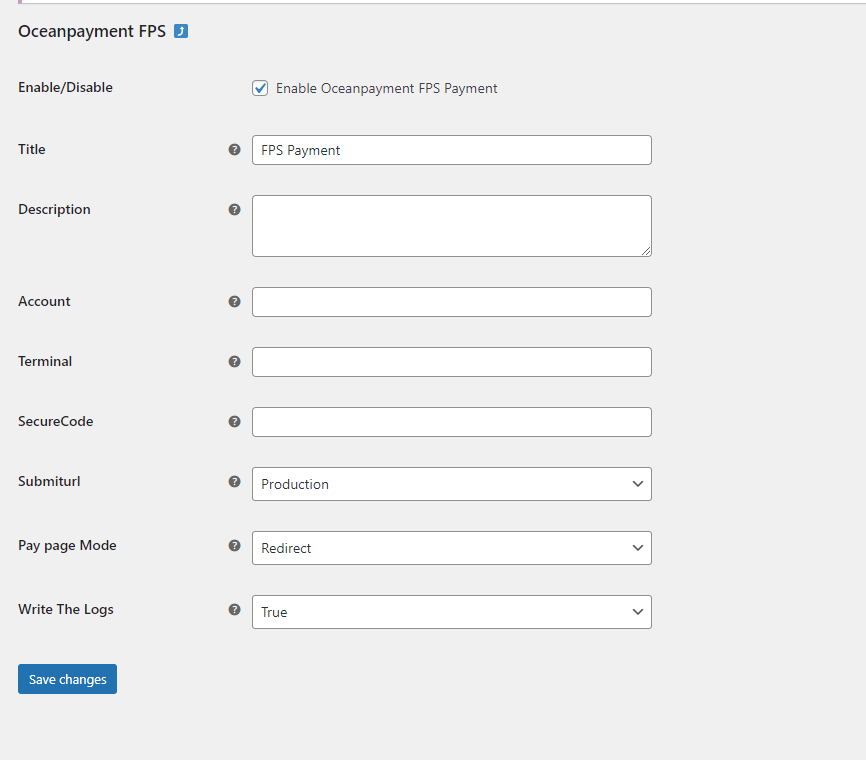 Oceanpayment FPS
Enable/Disable
Enable Oceanpayment FPS Payment
Title
FPS Payment
Description
Account
Terminal
SecureCode
Submiturl
Production
Pay page Mode
Redirect
Write The Logs
True
Save changes